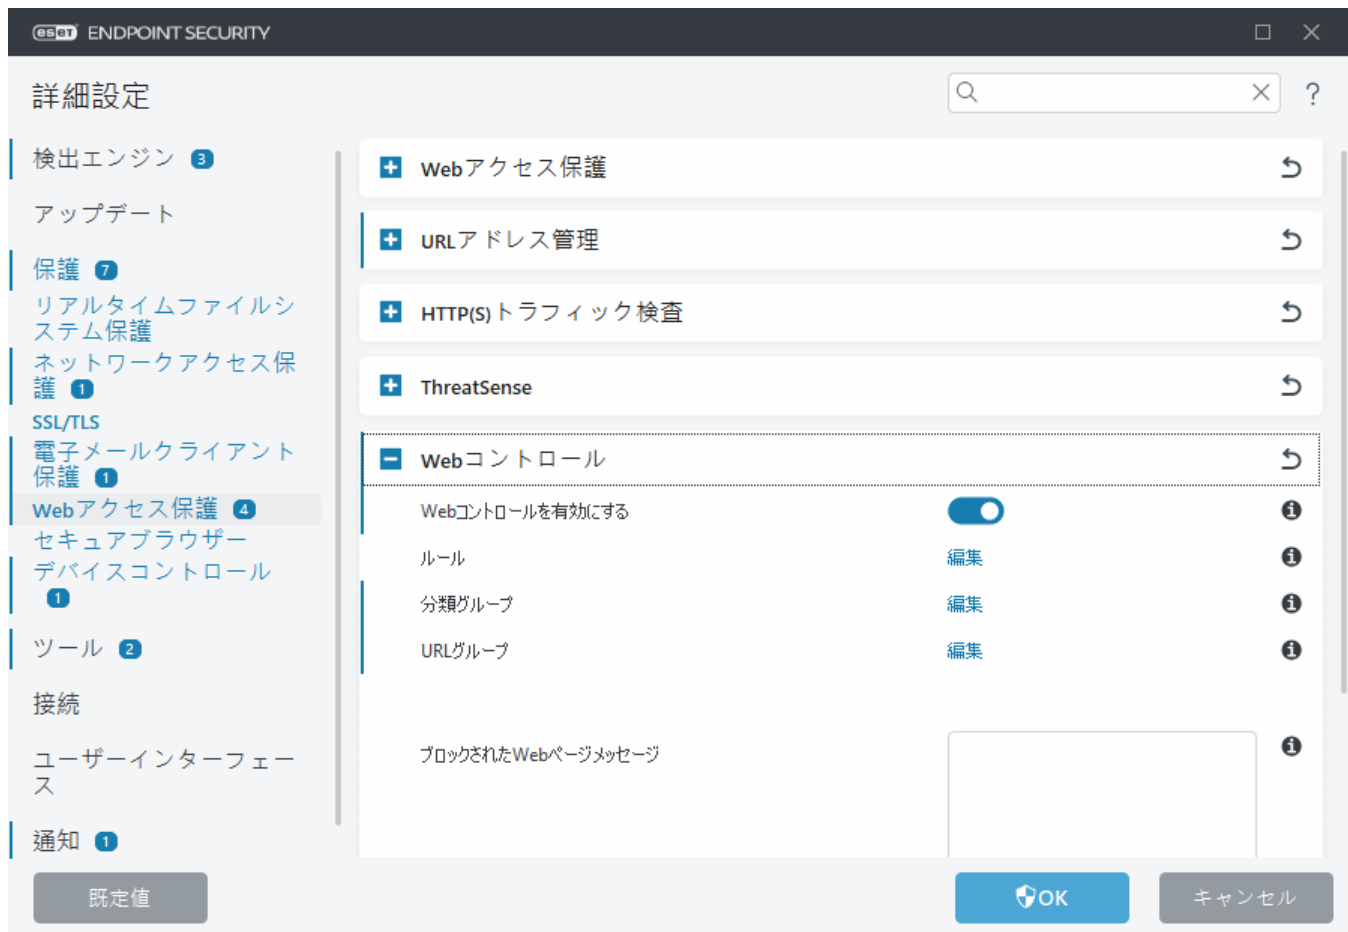 eset ENDPOINT SECURITY
詳細設定
?
検出エンジン 3
アップデート
保護 7
リアルタイムファイルシ
ステム保護
ネットワークアクセス保
護 1
SSL/TLS
電子メールクライアント
保護 1
Webアクセス保護 4
セキュアブラウザー
デバイスコントロール
1
ツール 2
接続
ユーザーインターフェー
ス
通知 1
Webアクセス保護
URLアドレス管理
HTTP(S)トラフィック検査
ThreatSense
Webコントロール
Webコントロールを有効にする
ルール 編集
分類グループ 編集
URLグループ 編集
ブロックされたWebページメッセージ
既定値
OK
キャンセル